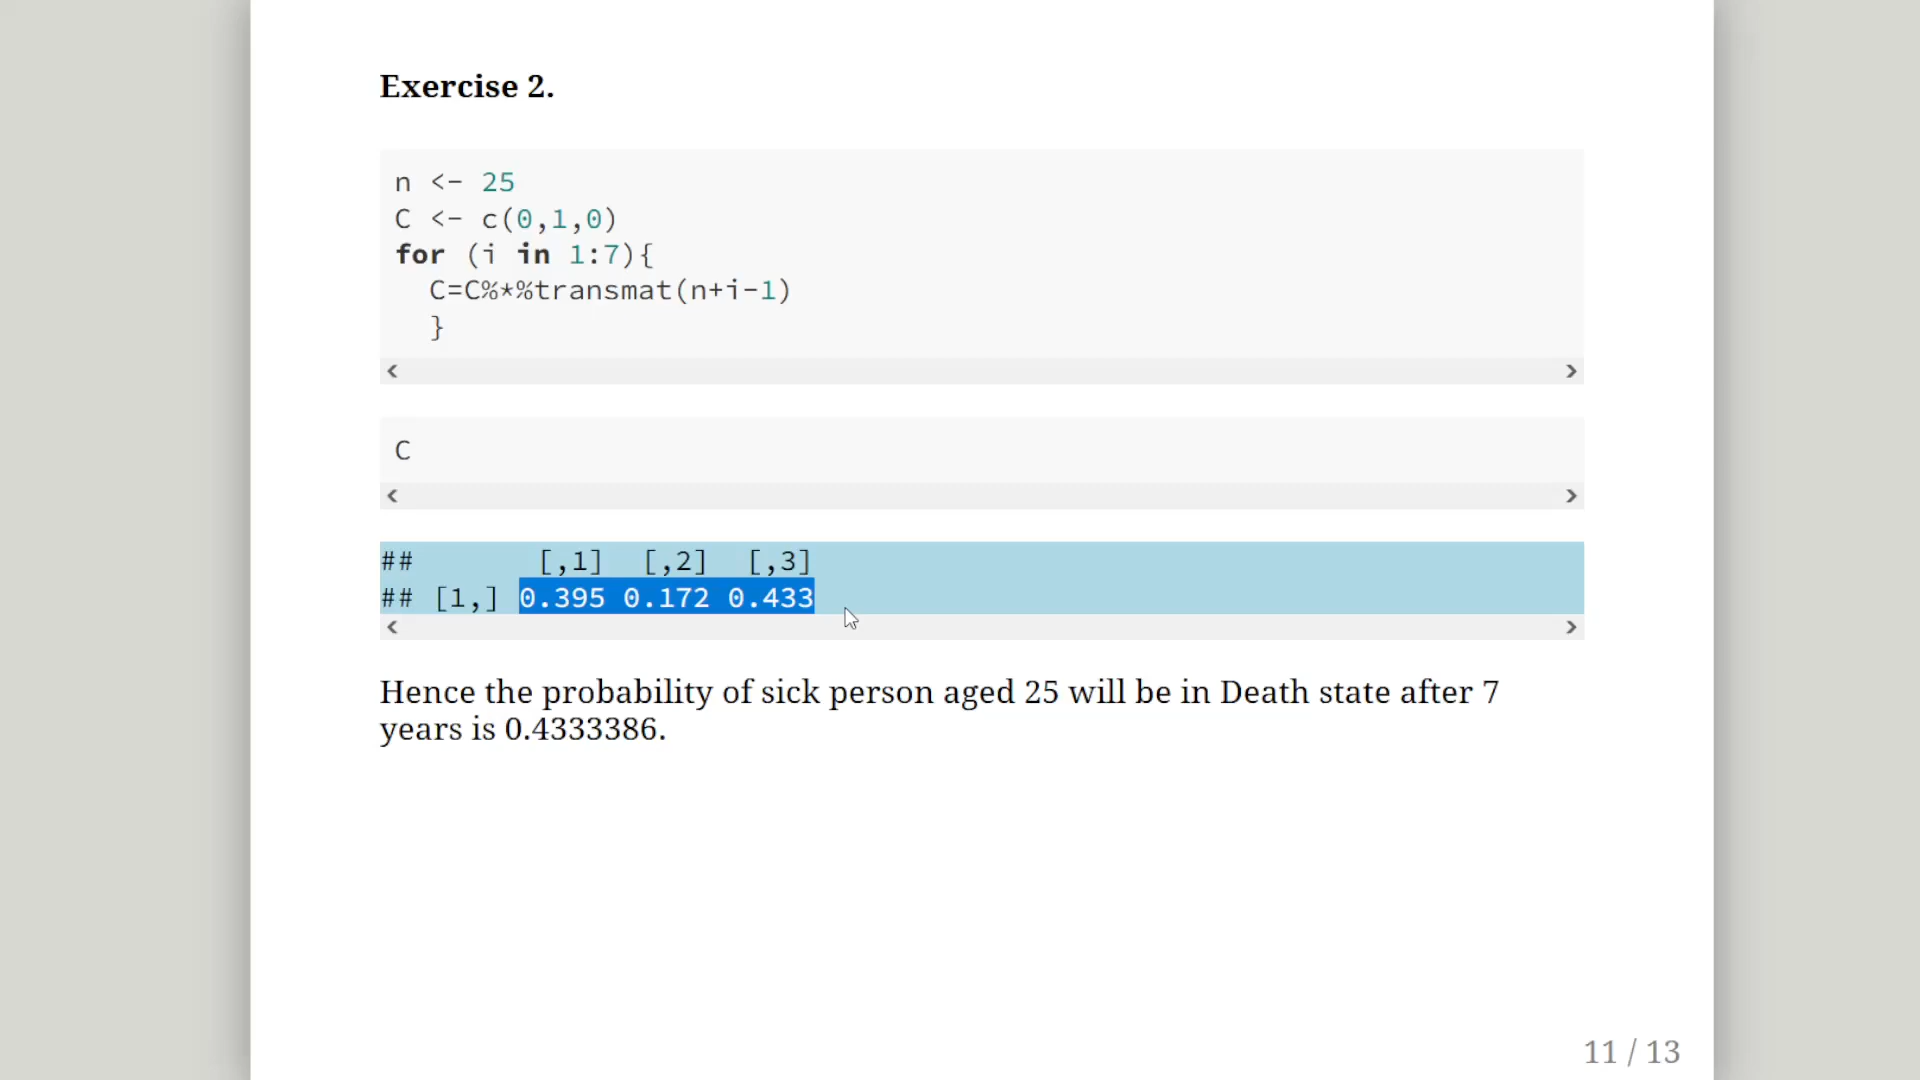 Exercise 2.
n <- 25
C <- c(0,1,0)
for (i in 1:7){
  C=C%*%transmat(n+i-1)
  }
C
##       [,1]  [,2]  [,3]
## [1,] 0.395 0.172 0.433
Hence the probability of sick person aged 25 will be in Death state after 7
years is 0.4333386.
11 / 13